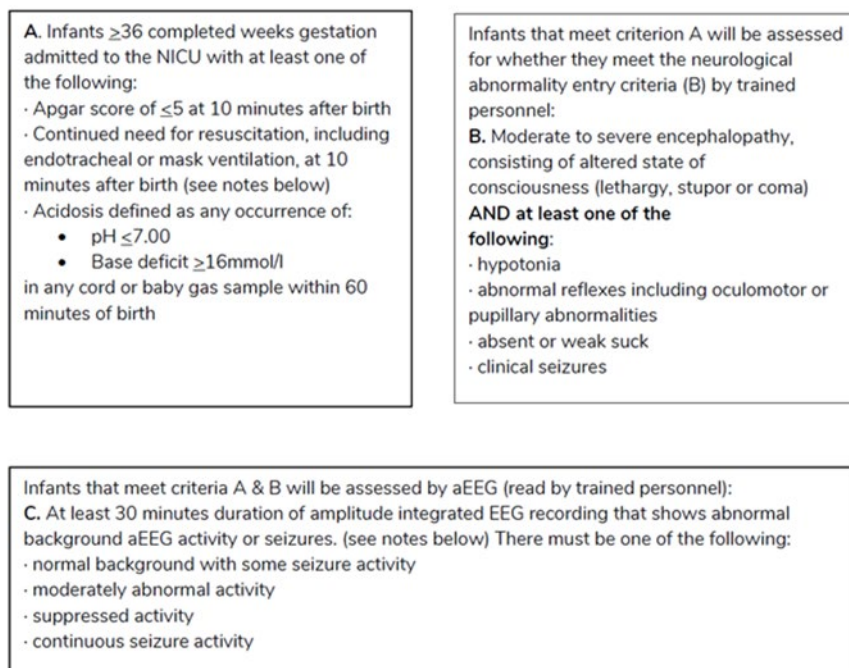 A. Infants ≥36 completed weeks gestation
admitted to the NICU with at least one of
the following:
· Apgar score of ≤5 at 10 minutes after birth
· Continued need for resuscitation, including
endotracheal or mask ventilation, at 10
minutes after birth (see notes below)
· Acidosis defined as any occurrence of:
• pH ≤7.00
• Base deficit ≥16mmol/l
in any cord or baby gas sample within 60
minutes of birth
Infants that meet criterion A will be assessed
for whether they meet the neurological
abnormality entry criteria (B) by trained
personnel:
B. Moderate to severe encephalopathy,
consisting of altered state of
consciousness (lethargy, stupor or coma)
AND at least one of the
following:
· hypotonia
· abnormal reflexes including oculomotor or
pupillary abnormalities
· absent or weak suck
· clinical seizures
Infants that meet criteria A & B will be assessed by aEEG (read by trained personnel):
C. At least 30 minutes duration of amplitude integrated EEG recording that shows abnormal
background aEEG activity or seizures. (see notes below) There must be one of the following:
· normal background with some seizure activity
· moderately abnormal activity
· suppressed activity
· continuous seizure activity